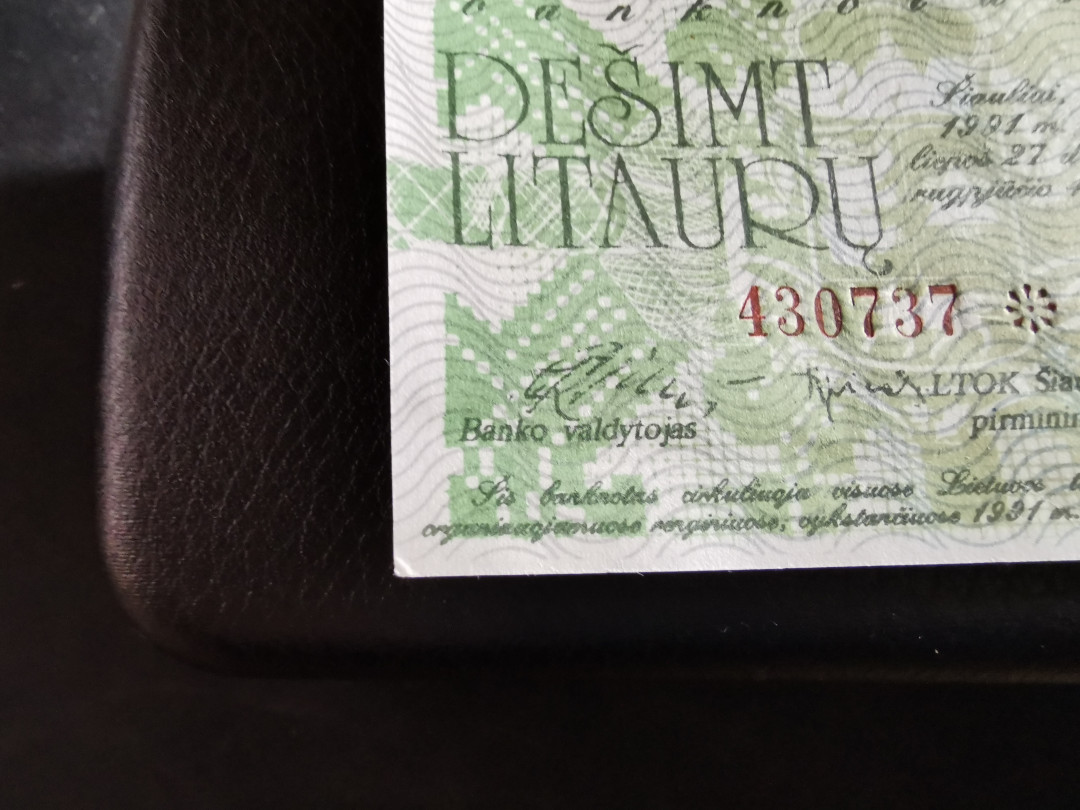 DEŠIMT
LITAURŲ
Šiauliai,
1991 m.
liepos 27 d
rugpjūčio
430737
LTOK Šiau
Banko valdytojas
pirminin
Šis banknotas cirkuliuoja visuose Lietuvos
organizuojamuose renginiuose, vykstančiuose 1991 m.